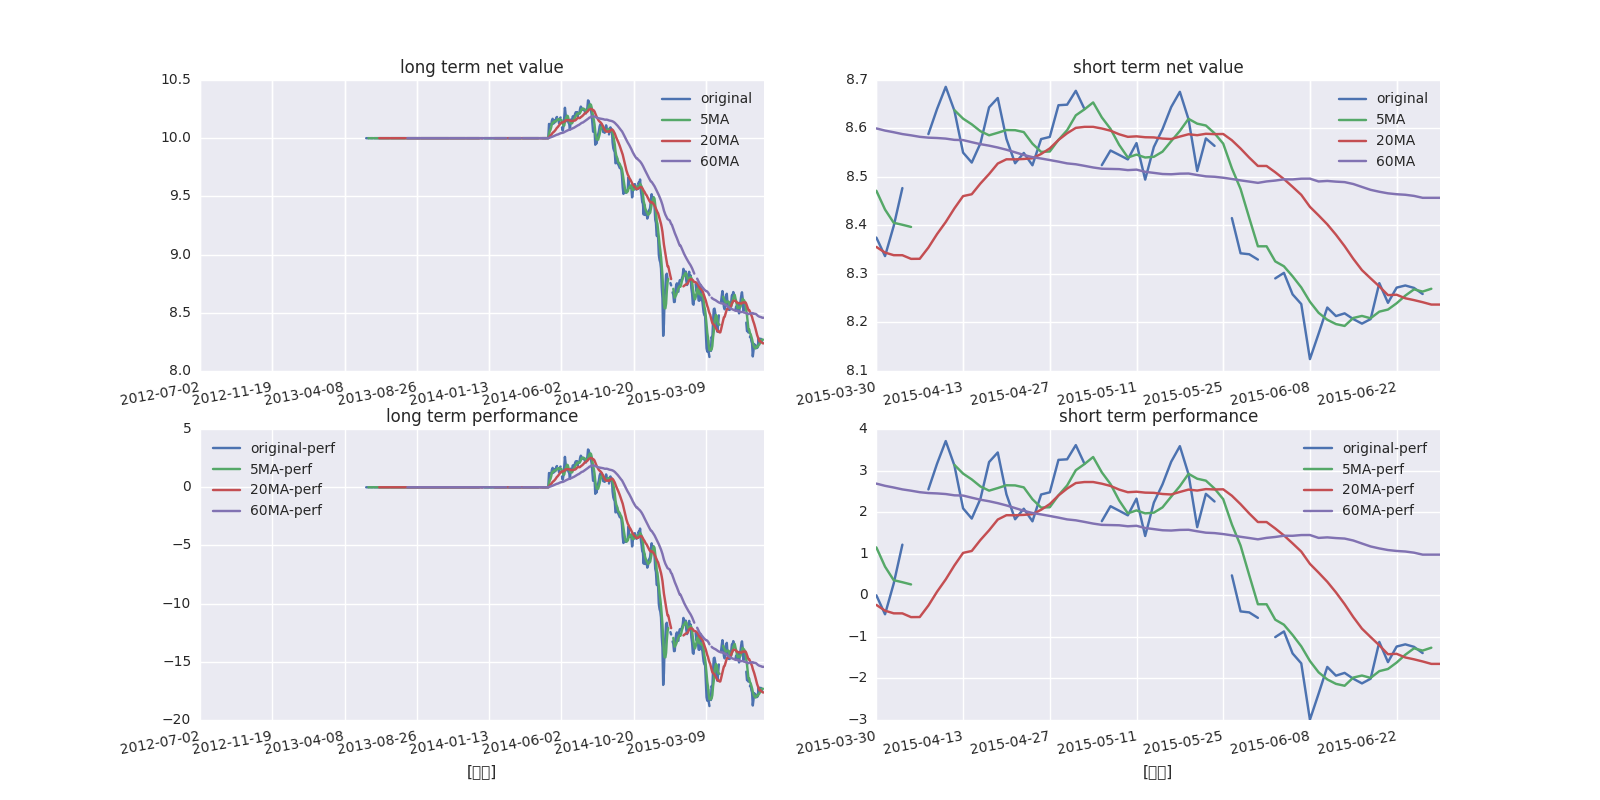 long term net value
10.5
10.0
9.5
9.0
8.5
8.0
original
5MA
20MA
60MA
2012-07-02
2012-11-19
2013-04-08
2013-08-26
2014-01-13
2014-06-02
2014-10-20
2015-03-09
short term net value
8.7
8.6
8.5
8.4
8.3
8.2
8.1
original
5MA
20MA
60MA
2015-03-30
2015-04-13
2015-04-27
2015-05-11
2015-05-25
2015-06-08
2015-06-22
long term performance
5
0
−5
−10
−15
−20
original-perf
5MA-perf
20MA-perf
60MA-perf
2012-07-02
2012-11-19
2013-04-08
2013-08-26
2014-01-13
2014-06-02
2014-10-20
2015-03-09
short term performance
4
3
2
1
0
−1
−2
−3
original-perf
5MA-perf
20MA-perf
60MA-perf
2015-03-30
2015-04-13
2015-04-27
2015-05-11
2015-05-25
2015-06-08
2015-06-22